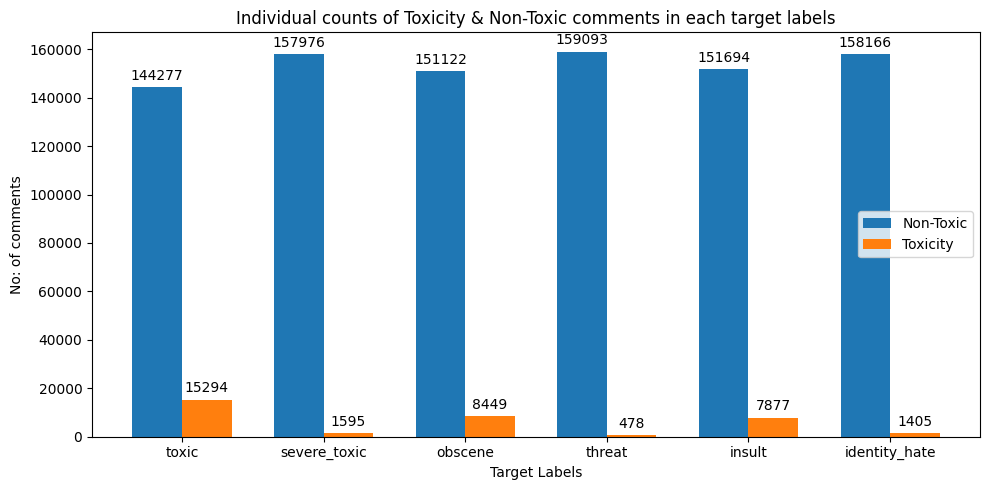 Individual counts of Toxicity & Non-Toxic comments in each target labels
No: of comments
160000
140000
120000
100000
80000
60000
40000
20000
0
144277
157976
151122
159093
151694
158166
15294
1595
8449
478
7877
1405
Non-Toxic
Toxicity
toxic
severe_toxic
obscene
threat
insult
identity_hate
Target Labels